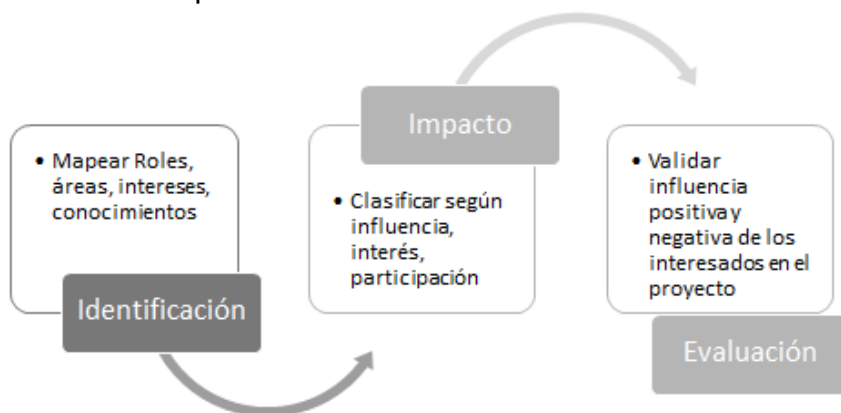 • Mapear Roles,
áreas, intereses,
conocimientos
Identificación
Impacto
• Clasificar según
influencia,
interés,
participación
• Validar
influencia
positiva y
negativa de los
interesados en el
proyecto
Evaluación